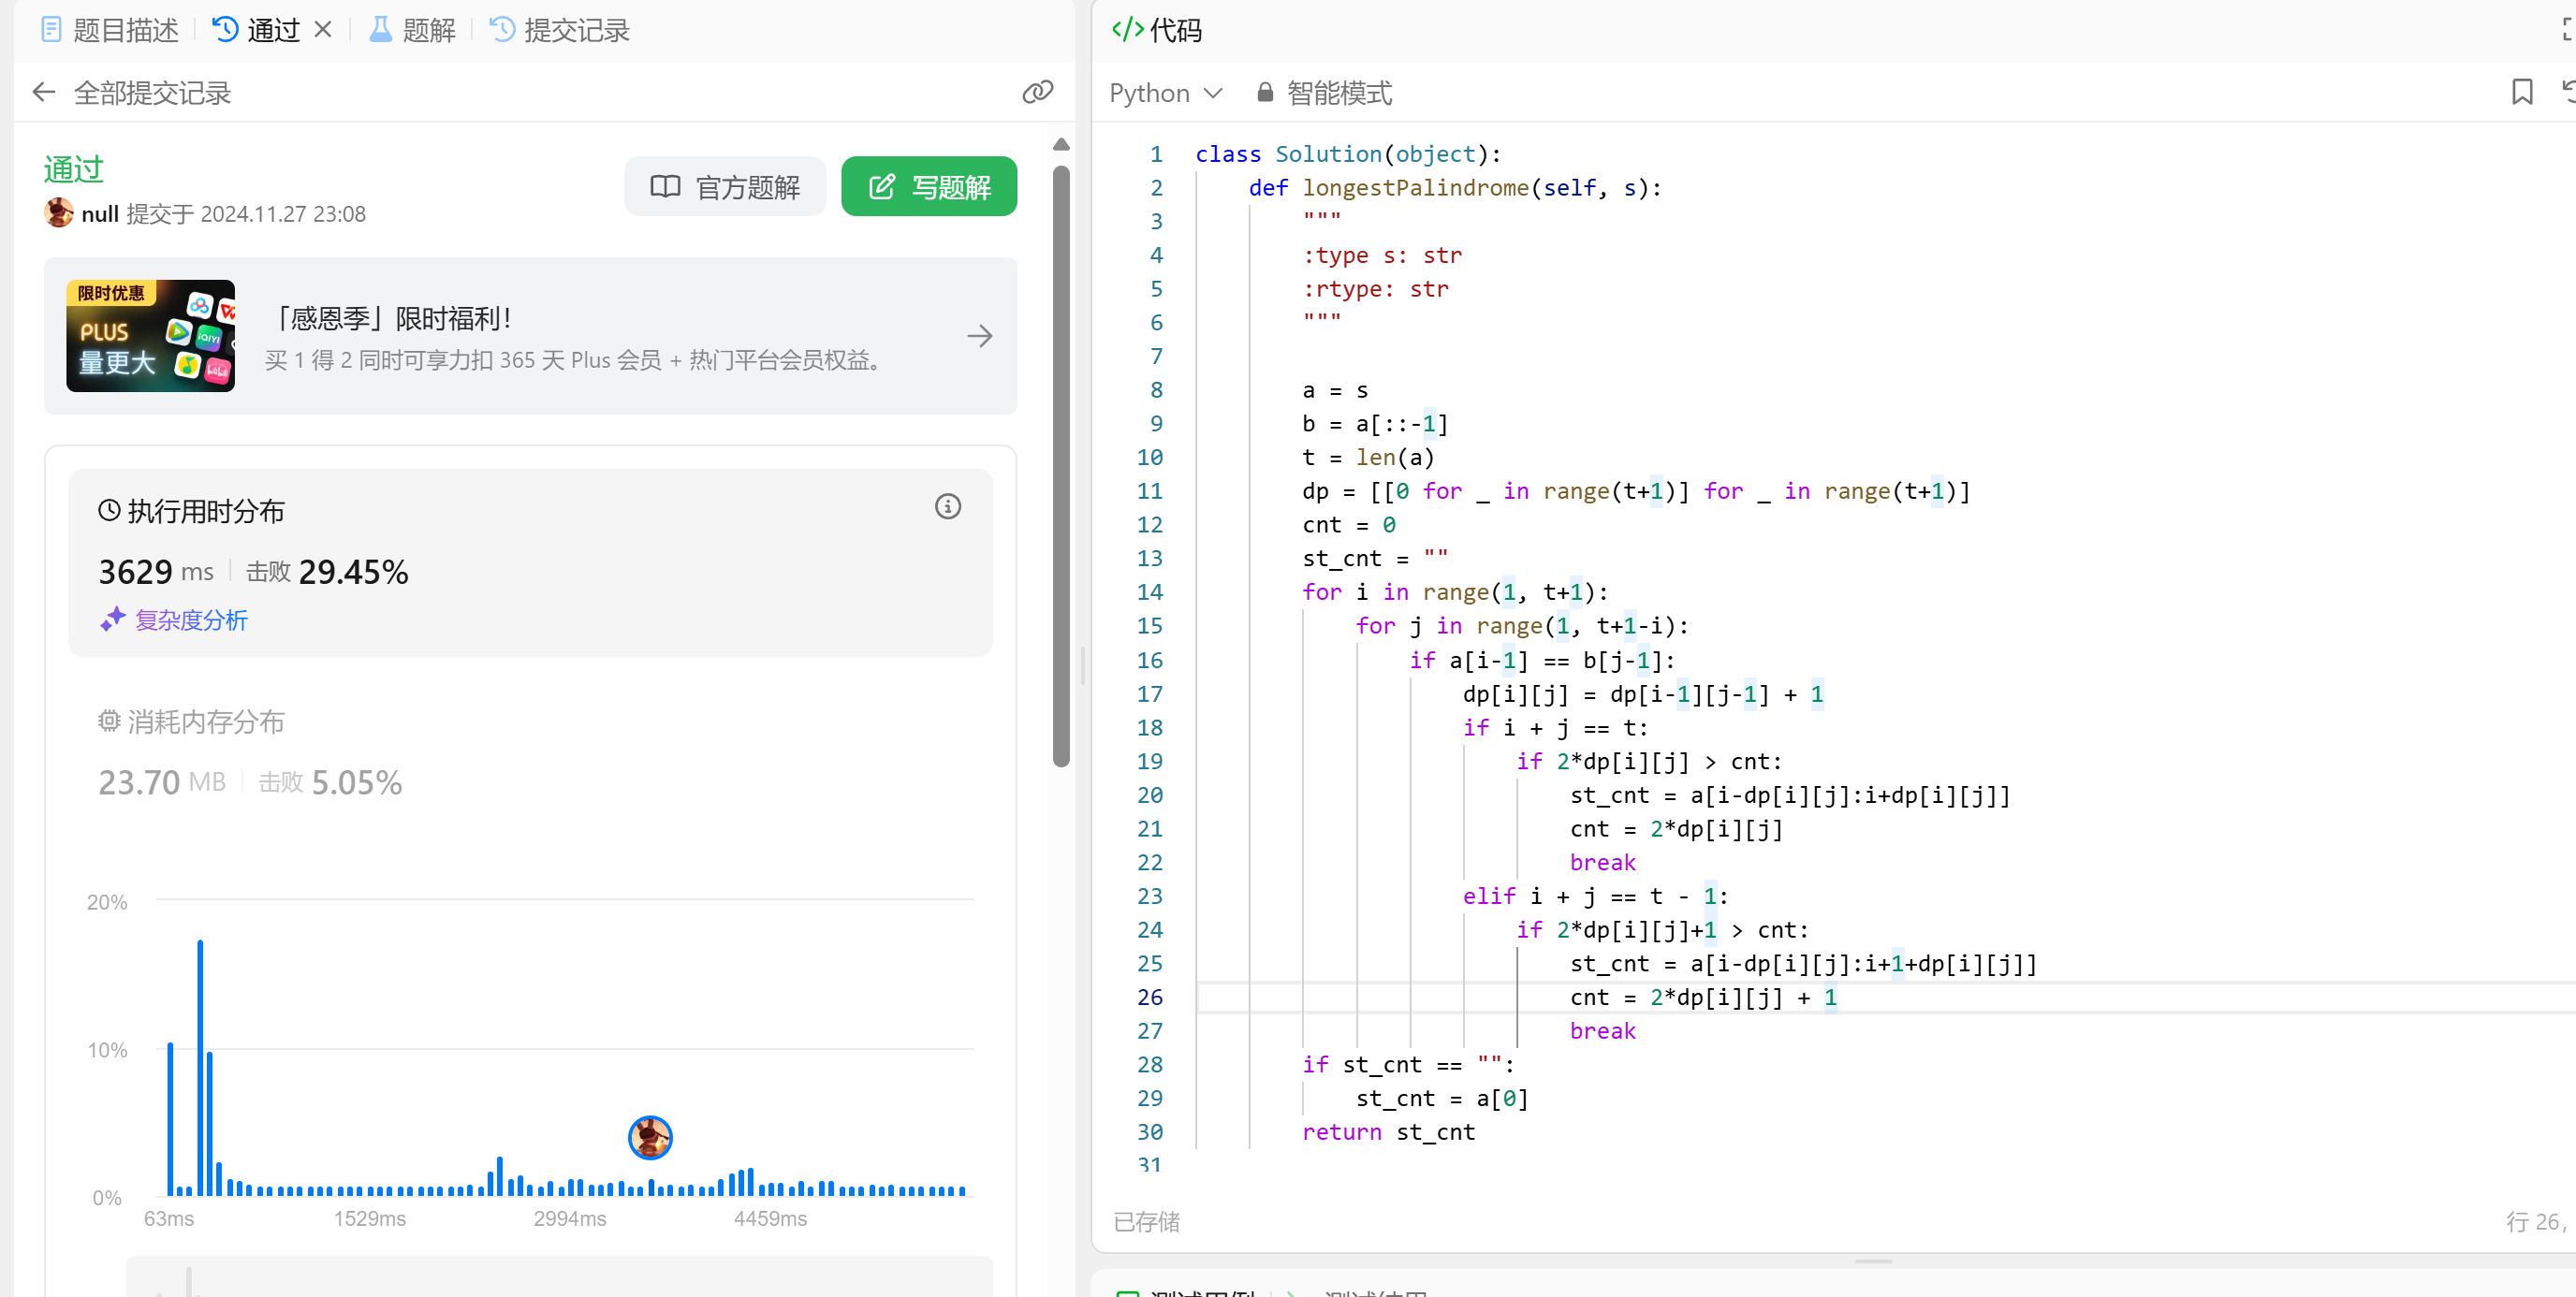 题目描述 通过 题解 提交记录
全部提交记录
通过
null 提交于 2024.11.27 23:08
官方题解
写题解
限时优惠
PLUS
量更大
iQIYI
「感恩季」限时福利!
买 1 得 2 同时可享力扣 365 天 Plus 会员 + 热门平台会员权益。
执行用时分布
3629 ms 击败 29.45%
复杂度分析
消耗内存分布
23.70 MB 击败 5.05%
20%
10%
0%
63ms 1529ms 2994ms 4459ms
</>代码
Python 智能模式
1 class Solution(object):
2 def longestPalindrome(self, s):
3 """
4 :type s: str
5 :rtype: str
6 """
7
8 a = s
9 b = a[::-1]
10 t = len(a)
11 dp = [[0 for _ in range(t+1)] for _ in range(t+1)]
12 cnt = 0
13 st_cnt = ""
14 for i in range(1, t+1):
15 for j in range(1, t+1-i):
16 if a[i-1] == b[j-1]:
17 dp[i][j] = dp[i-1][j-1] + 1
18 if i + j == t:
19 if 2*dp[i][j] > cnt:
20 st_cnt = a[i-dp[i][j]:i+dp[i][j]]
21 cnt = 2*dp[i][j]
22 break
23 elif i + j == t - 1:
24 if 2*dp[i][j]+1 > cnt:
25 st_cnt = a[i-dp[i][j]:i+1+dp[i][j]]
26 cnt = 2*dp[i][j] + 1
27 break
28 if st_cnt == "":
29 st_cnt = a[0]
30 return st_cnt
31
已存储
行 26,
测试用例 测试结果